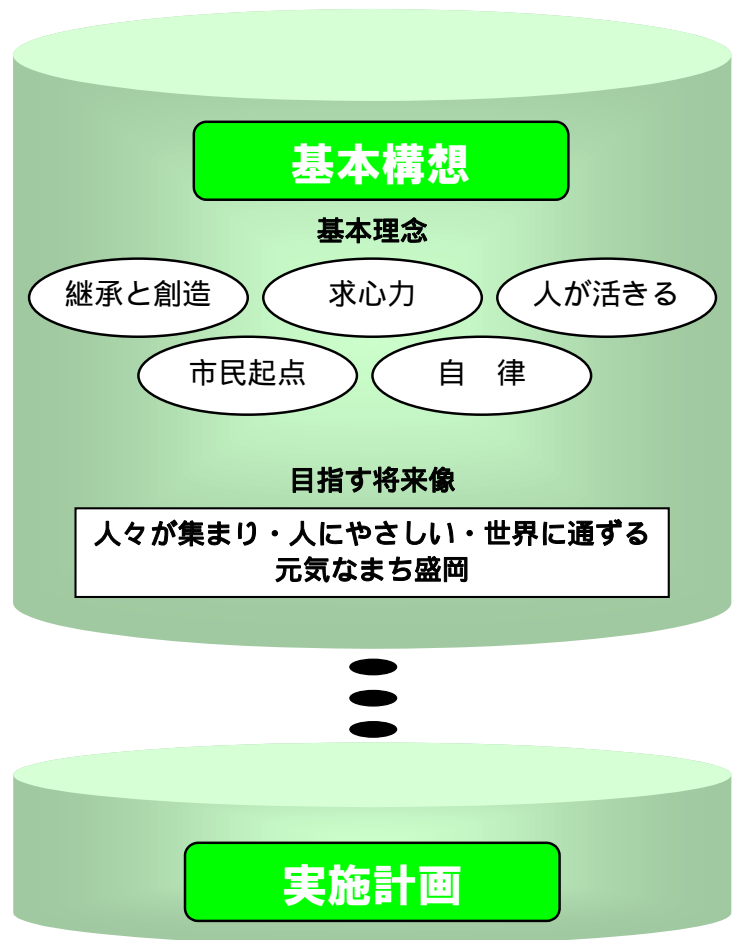 基本構想
基本理念
継承と創造
求心力
人が活きる
市民起点
自　律
目指す将来像
人々が集まり・人にやさしい・世界に通ずる
元気なまち盛岡
実施計画